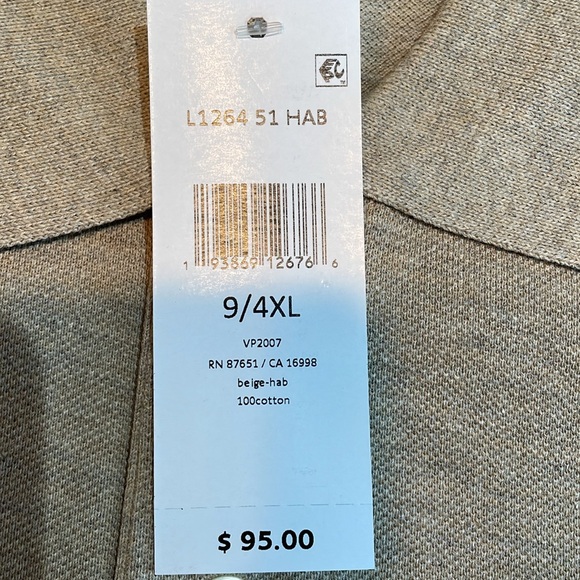 L1264 51 HAB
1 93869 12676 6
9/4XL
VP2007
RN 87651 / CA 16998
beige-hab
100cotton
$ 95.00